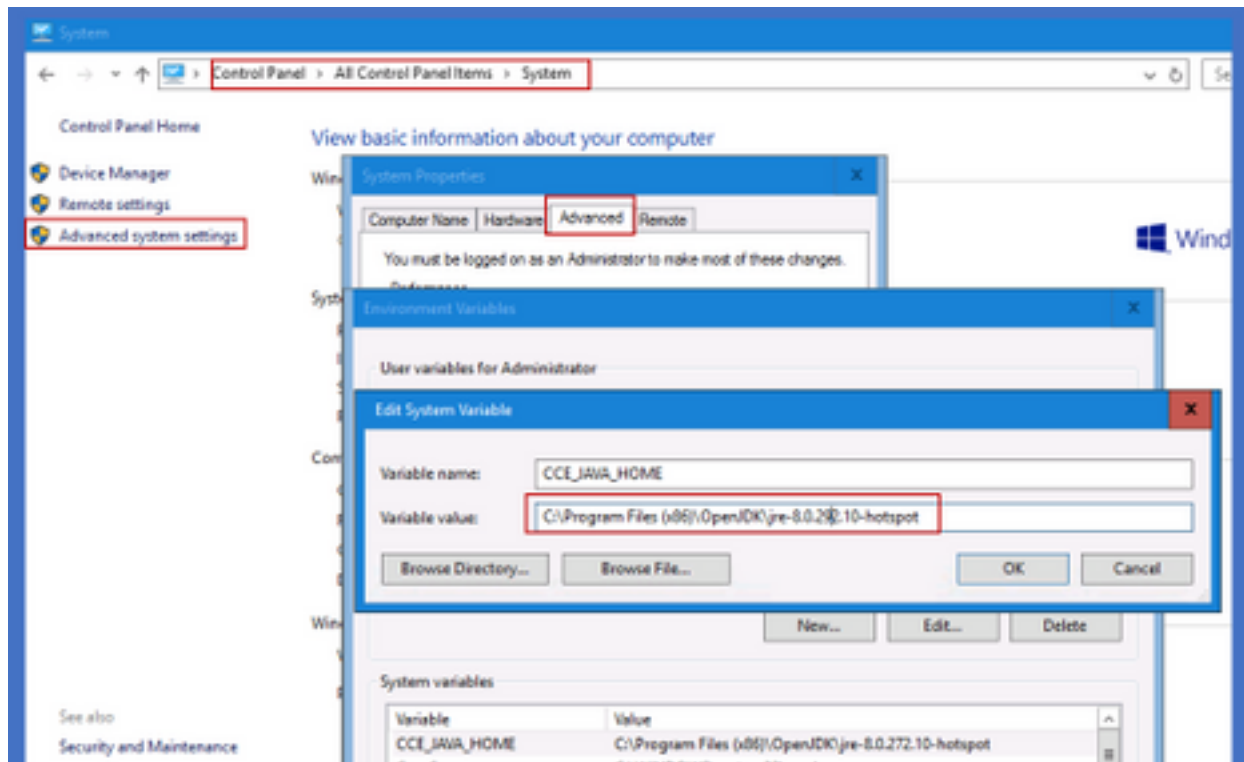 System
Control Panel > All Control Panel Items > System
Control Panel Home
View basic information about your computer
Device Manager
Remote settings
Advanced system settings
System Properties
Computer Name
Hardware
Advanced
Remote
You must be logged on as an Administrator to make most of these changes.
Wind
Environment Variables
User variables for Administrator
Edit System Variable
Variable name:
CCE_JAVA_HOME
Variable value:
C:\Program Files (x86)\OpenJDK\jre-8.0.292.10-hotspot
Browse Directory...
Browse File...
OK
Cancel
New...
Edit...
Delete
System variables
Variable
Value
CCE_JAVA_HOME
C:\Program Files (x86)\OpenJDK\jre-8.0.272.10-hotspot
See also
Security and Maintenance